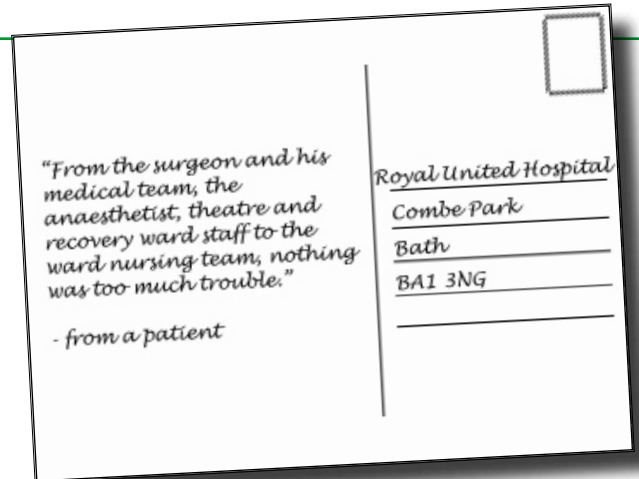 “From the surgeon and his
medical team, the
anaesthetist, theatre and
recovery ward staff to the
ward nursing team, nothing
was too much trouble.”
- from a patient
Royal United Hospital
Combe Park
Bath
BA1 3NG